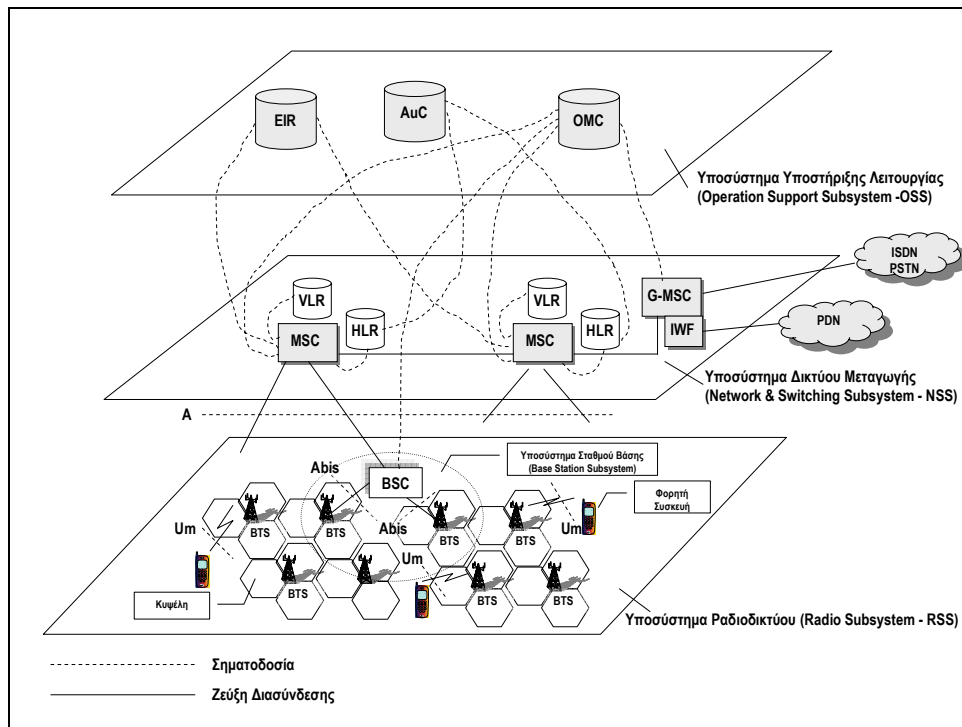 EIR
AuC
OMC
Υποσύστημα Υποστήριξης Λειτουργίας
(Operation Support Subsystem -OSS)
ISDN
PSTN
VLR
HLR
MSC
VLR
HLR
MSC
G-MSC
IWF
PDN
Υποσύστημα Δικτύου Μεταγωγής
(Network & Switching Subsystem - NSS)
A
Υποσύστημα Σταθμού Βάσης
(Base Station Subsystem)
Abis
BSC
Φορητή
Συσκευή
Um
BTS
BTS
Abis
BTS
BTS
Um
Um
BTS
BTS
BTS
BTS
Κυψέλη
Υποσύστημα Ραδιοδικτύου (Radio Subsystem - RSS)
Σηματοδοσία
Ζεύξη Διασύνδεσης